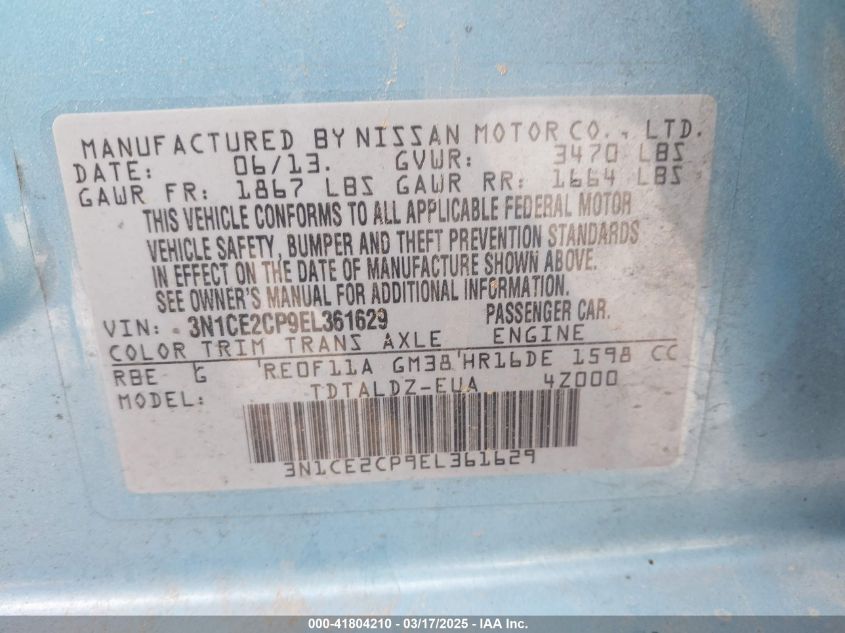 MANUFACTURED BY NISSAN MOTOR CO., LTD.
DATE: 06/13. GVWR: 3470 LBS
GAWR FR: 1867 LBS GAWR RR: 1664 LBS
THIS VEHICLE CONFORMS TO ALL APPLICABLE FEDERAL MOTOR
VEHICLE SAFETY, BUMPER AND THEFT PREVENTION STANDARDS
IN EFFECT ON THE DATE OF MANUFACTURE SHOWN ABOVE.
SEE OWNER'S MANUAL FOR ADDITIONAL INFORMATION.
VIN: 3N1CE2CP9EL361629 PASSENGER CAR.
COLOR TRIM TRANS AXLE ENGINE
RBE G RE0F11A GM38 HR16DE 1598 CC
MODEL: TDTALDZ-EUA 4Z000
3N1CE2CP9EL361629
000-41804210 - 03/17/2025 - IAA, Inc.